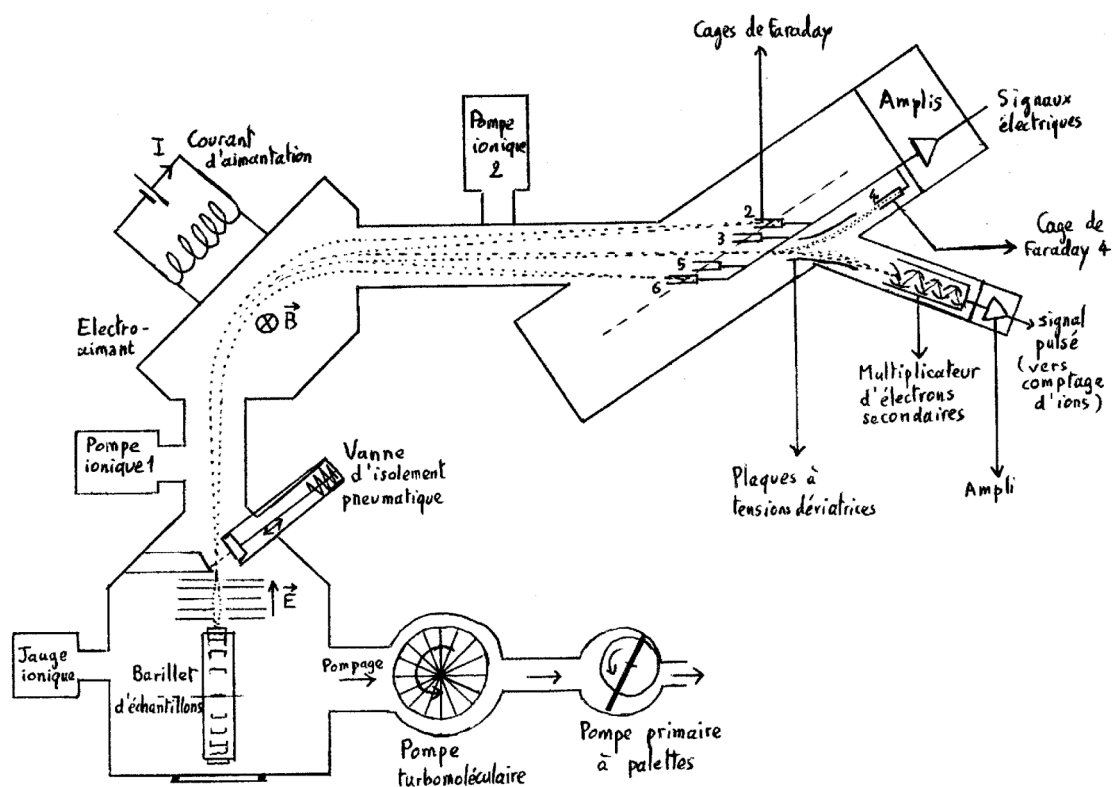 Cages de Faraday
Amplis
Signaux
électriques
Pompe
ionique
2
I
Courant
d'aimantation
2
3
4
5
6
Cage de
Faraday 4
B
Electro-
aimant
signal
pulsé
(vers
comptage
d'ions)
Multiplicateur
d'électrons
secondaires
Plaques à
tensions déviatrices
Ampli
Pompe
ionique 1
Vanne
d'isolement
pneumatique
E
Jauge
ionique
Barillet
d'échantillons
Pompage
Pompe
turbomoléculaire
Pompe primaire
à palettes